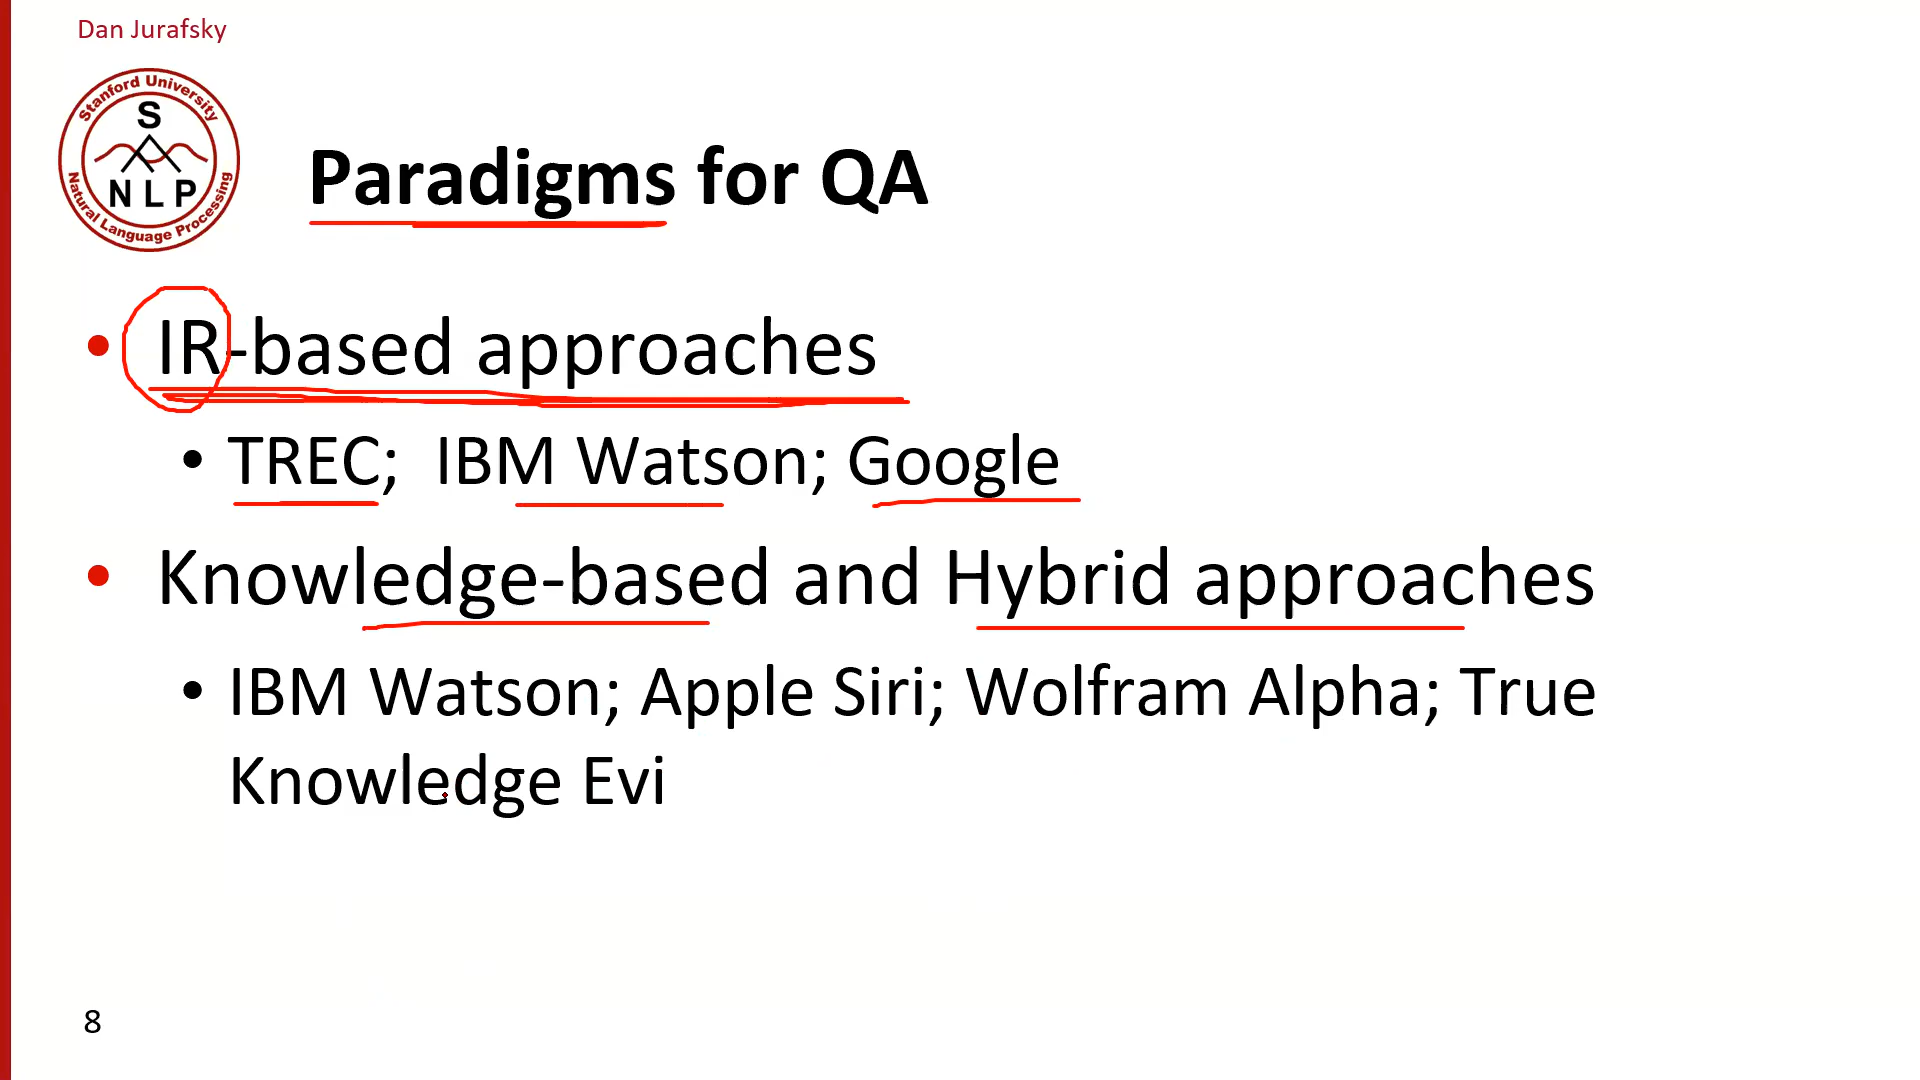 Dan Jurafsky
Stanford University
S
NLP
Natural Language Processing
Paradigms for QA
• IR-based approaches
• TREC;  IBM Watson; Google
• Knowledge-based and Hybrid approaches
• IBM Watson; Apple Siri; Wolfram Alpha; True
Knowledge Evi
8